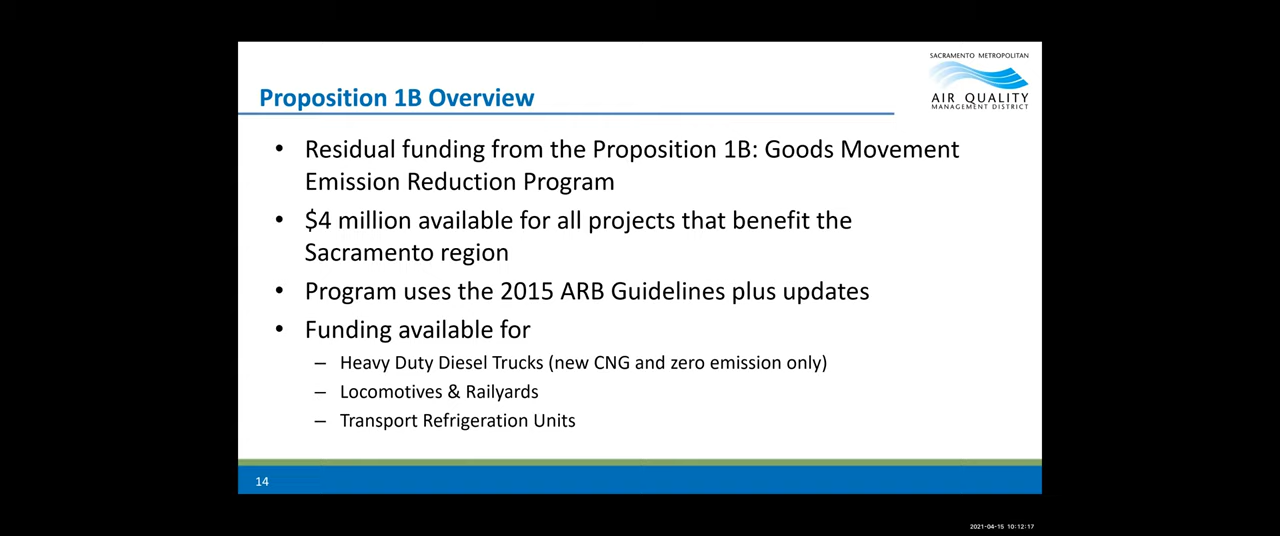 SACRAMENTO METROPOLITAN
AIR QUALITY
MANAGEMENT DISTRICT
Proposition 1B Overview
• Residual funding from the Proposition 1B: Goods Movement
Emission Reduction Program
• $4 million available for all projects that benefit the
Sacramento region
• Program uses the 2015 ARB Guidelines plus updates
• Funding available for
– Heavy Duty Diesel Trucks (new CNG and zero emission only)
– Locomotives & Railyards
– Transport Refrigeration Units
14
2021-04-15 10:12:17